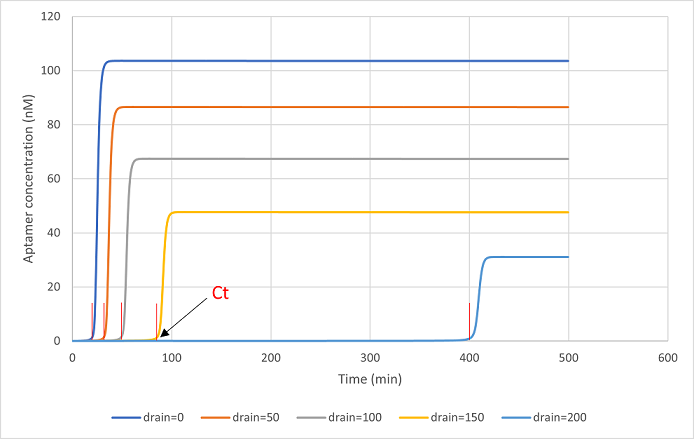 120
100
80
60
40
20
0
Aptamer concentration (nM)
Ct
0 100 200 300 400 500 600
Time (min)
drain=0 drain=50 drain=100 drain=150 drain=200